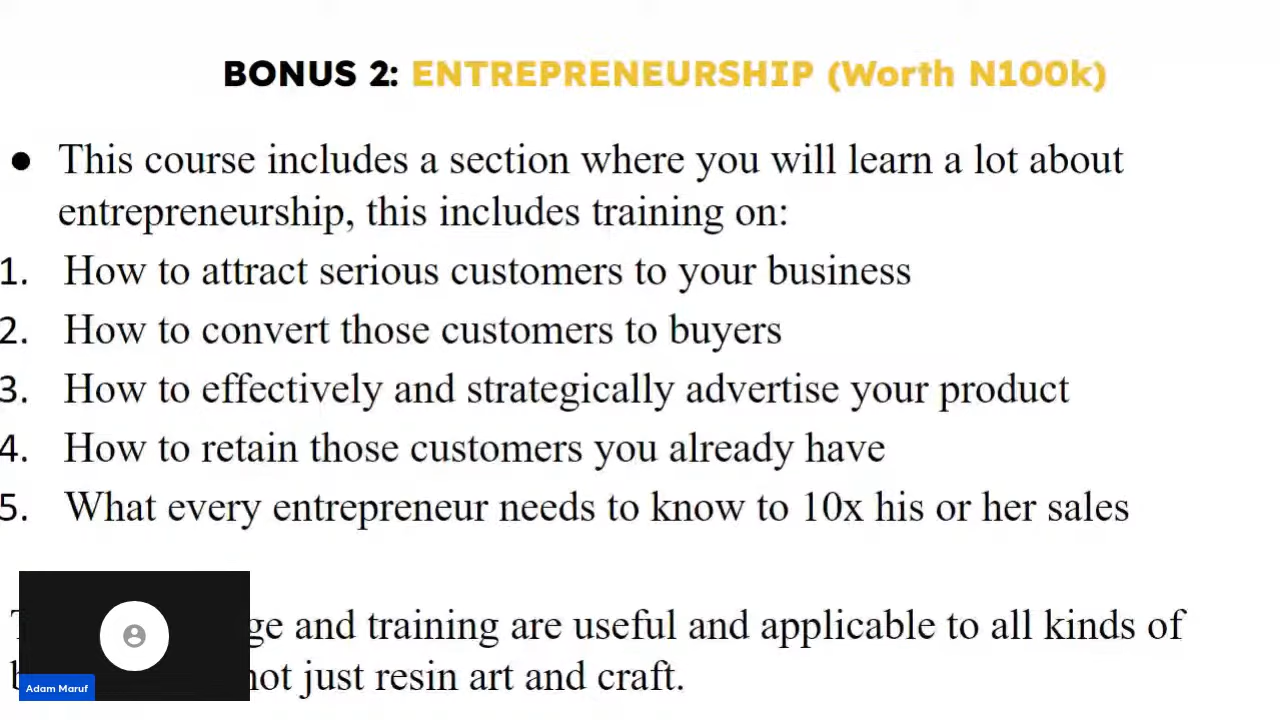 BONUS 2: ENTREPRENEURSHIP (Worth N100k)
● This course includes a section where you will learn a lot about
entrepreneurship, this includes training on:
1. How to attract serious customers to your business
2. How to convert those customers to buyers
3. How to effectively and strategically advertise your product
4. How to retain those customers you already have
5. What every entrepreneur needs to know to 10x his or her sales
and training are useful and applicable to all kinds of
not just resin art and craft.
Adam Maruf